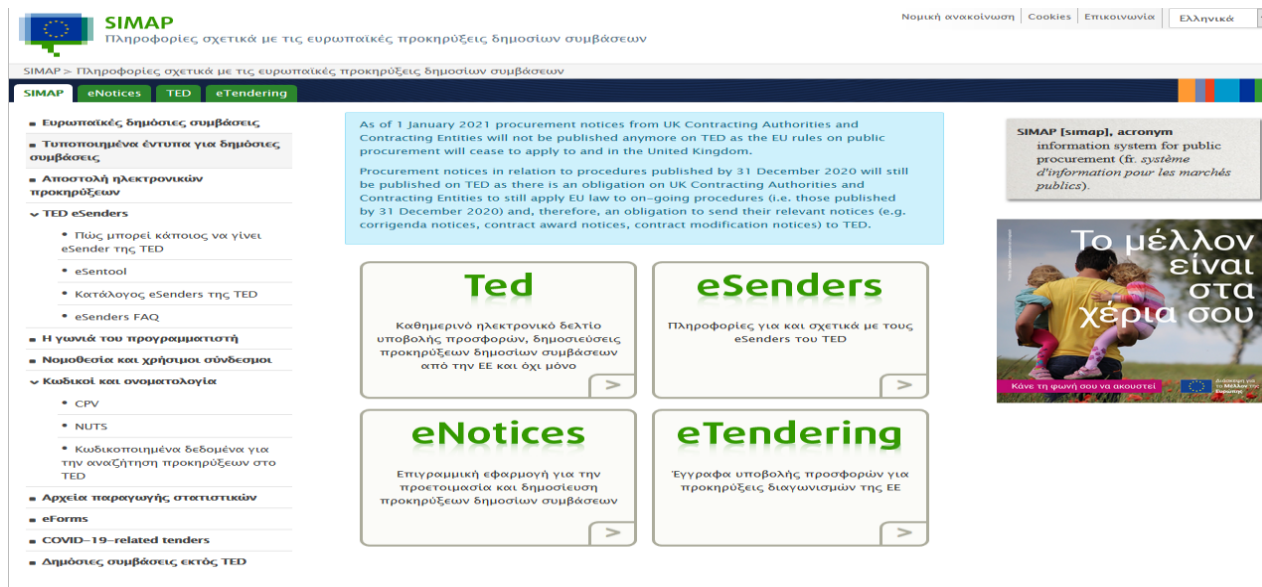 SIMAP
Πληροφορίες σχετικά με τις ευρωπαϊκές προκηρύξεις δημοσίων συμβάσεων
Νομική ανακοίνωση Cookies Επικοινωνία Ελληνικά
SIMAP > Πληροφορίες σχετικά με τις ευρωπαϊκές προκηρύξεις δημοσίων συμβάσεων
SIMAP eNotices TED eTendering
Ευρωπαϊκές δημόσιες συμβάσεις
Τυποποιημένα έντυπα για δημόσιες
συμβάσεις
Αποστολή ηλεκτρονικών
προκηρύξεων
TED eSenders
• Πώς μπορεί κάποιος να γίνει
eSender της TED
• eSentool
• Κατάλογος eSenders της TED
• eSenders FAQ
Η γωνιά του προγραμματιστή
Νομοθεσία και χρήσιμοι σύνδεσμοι
Κωδικοί και ονοματολογία
• CPV
• NUTS
• Κωδικοποιημένα δεδομένα για
την αναζήτηση προκηρύξεων στο
TED
Αρχεία παραγωγής στατιστικών
eForms
COVID-19-related tenders
Δημόσιες συμβάσεις εκτός TED
As of 1 January 2021 procurement notices from UK Contracting Authorities and
Contracting Entities will not be published anymore on TED as the EU rules on public
procurement will cease to apply to and in the United Kingdom.
Procurement notices in relation to procedures published by 31 December 2020 will still
be published on TED as there is an obligation on UK Contracting Authorities and
Contracting Entities to still apply EU law to on-going procedures (i.e. those published
by 31 December 2020) and, therefore, an obligation to send their relevant notices (e.g.
corrigenda notices, contract award notices, contract modification notices) to TED.
Ted
Καθημερινό ηλεκτρονικό δελτίο
υποβολής προσφορών, δημοσιεύσεις
προκηρύξεων δημοσίων συμβάσεων
από την ΕΕ και όχι μόνο
>
eSenders
Πληροφορίες για και σχετικά με τους
eSenders του TED
>
eNotices
Επιγραμμική εφαρμογή για την
προετοιμασία και δημοσίευση
προκηρύξεων δημοσίων συμβάσεων
>
eTendering
Έγγραφα υποβολής προσφορών για
προκηρύξεις διαγωνισμών της ΕΕ
>
SIMAP [sımap], acronym
information system for public
procurement (fr. système
d'information pour les marchés
publics).
Το μέλλον
είναι
στα
χέρια σου
Κάνε τη φωνή σου να ακουστεί
Διάσκεψη για
το Μέλλον της
Ευρώπης